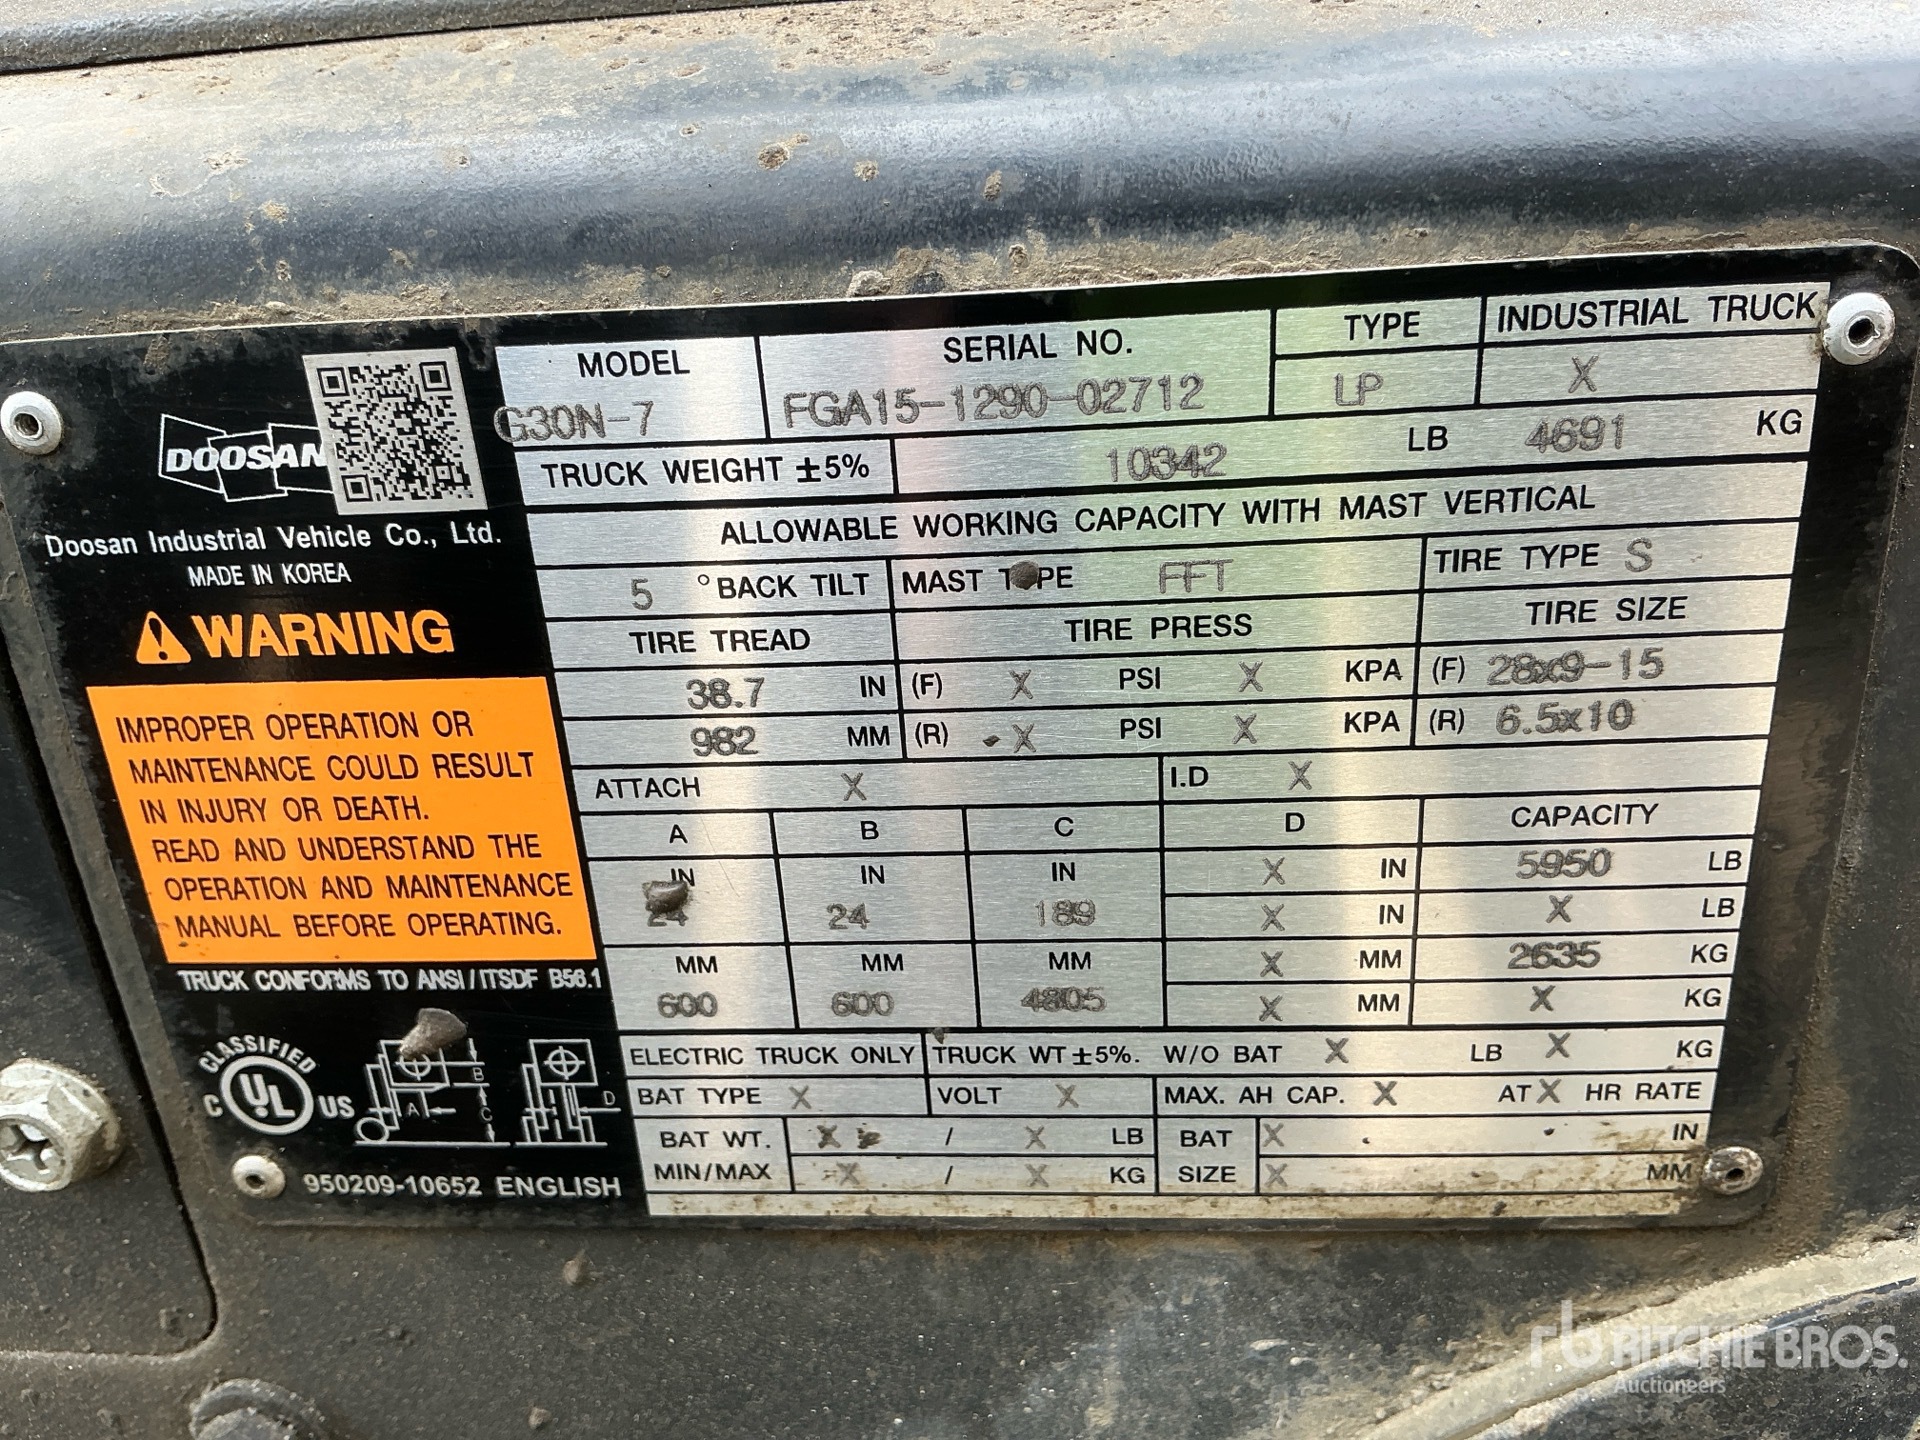 DOOSAN
Doosan Industrial Vehicle Co., Ltd.
MADE IN KOREA
WARNING
IMPROPER OPERATION OR
MAINTENANCE COULD RESULT
IN INJURY OR DEATH.
READ AND UNDERSTAND THE
OPERATION AND MAINTENANCE
MANUAL BEFORE OPERATING.
TRUCK CONFORMS TO ANSI/ITSDF B56.1
CLASSIFIED
C UL US
A B C D
950209-10652 ENGLISH
MODEL SERIAL NO. TYPE INDUSTRIAL TRUCK
G30N-7 FGA15-1290-02712 LP X
TRUCK WEIGHT ±5% 10342 LB 4691 KG
ALLOWABLE WORKING CAPACITY WITH MAST VERTICAL
5 °BACK TILT MAST TYPE FFT TIRE TYPE S
TIRE TREAD TIRE PRESS TIRE SIZE
38.7 IN (F) X PSI X KPA (F) 28x9-15
982 MM (R) X PSI X KPA (R) 6.5x10
ATTACH X I.D X
A B C D CAPACITY
IN IN IN X IN 5950 LB
24 24 189 X IN X LB
MM MM MM X MM 2635 KG
600 600 4805 X MM X KG
ELECTRIC TRUCK ONLY TRUCK WT ±5%. W/O BAT X LB X KG
BAT TYPE X VOLT X MAX. AH CAP. X AT X HR RATE
BAT WT. X / X LB BAT X IN
MIN/MAX X / X KG SIZE X MM
rb RITCHIE BROS.
Auctioneers